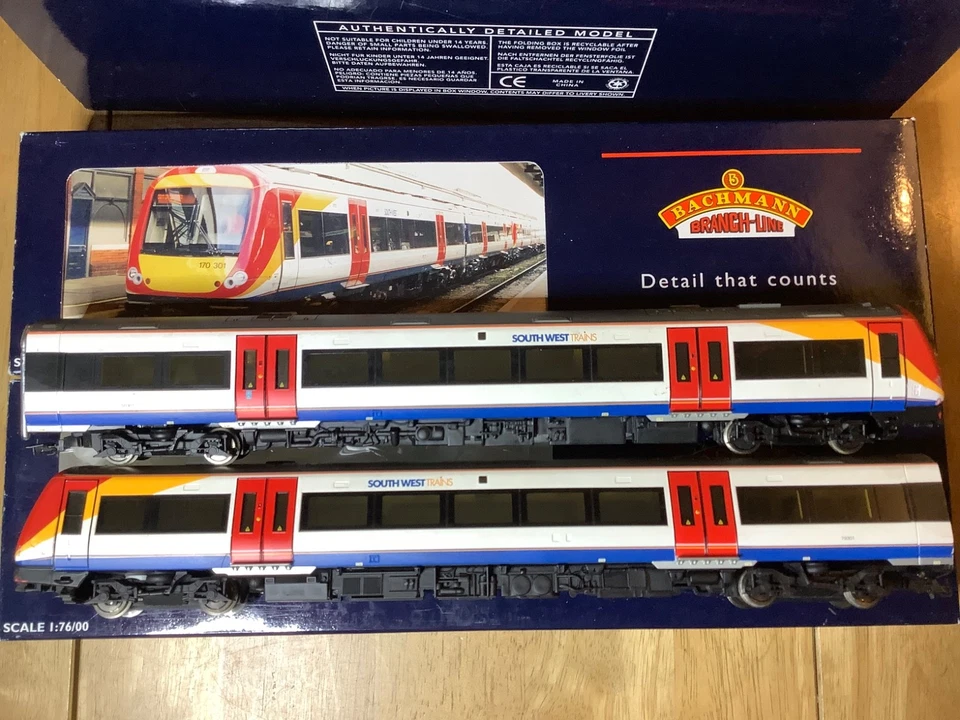 AUTHENTICALLY DETAILED MODEL
NOT SUITABLE FOR CHILDREN UNDER 14 YEARS.
DANGER OF SMALL PARTS BEING SWALLOWED.
PLEASE RETAIN INFORMATION.
NICHT FUR KINDER UNTER 14 JAHREN GEEIGNET.
VERSCHLUCKUNGSGEFAHR.
BITTE DATEN AUFBEWAHREN.
NO ADECUADO PARA MENORES DE 14 AÑOS.
PELIGRO: CONTIENE PIEZAS PEQUEÑAS QUE
PODRIAN TRAGARSE. ES NECESARIO GUARDAR
ESTA INFORMACION.
THE FOLDING BOX IS RECYCLABLE AFTER
HAVING REMOVED THE WINDOW FOIL
NACH ENTFERNEN DER FENSTERFOLIE IST
DIE FALTSCHACHTEL RECYCLINGFÄHIG.
ESTA CAJA ES RECICLABLE SI SE SACA EL
PLASTICO TRANSPARENTE DE LA VENTANA.
CE
MADE IN
CHINA
WHEN PICTURE IS DISPLAYED IN BOX WINDOW, CONTENTS MAY DIFFER TO LIVERY SHOWN.
170 301
B
BACHMANN
BRANCH-LINE
Detail that counts
S
SOUTH WEST TRAINS
SOUTH WEST TRAINS
SCALE 1:76/00